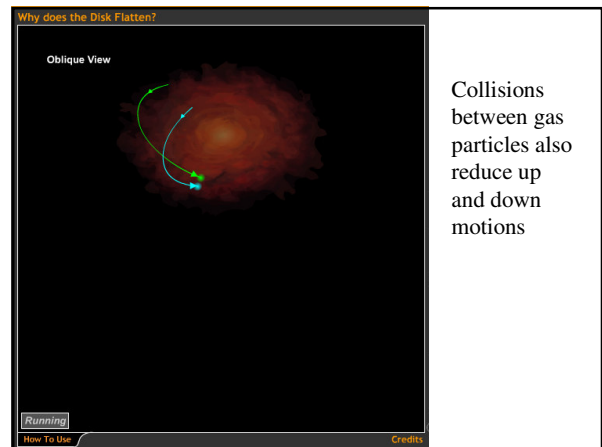 Why does the Disk Flatten?
Oblique View
Collisions
between gas
particles also
reduce up
and down
motions
Running
How To Use
Credits